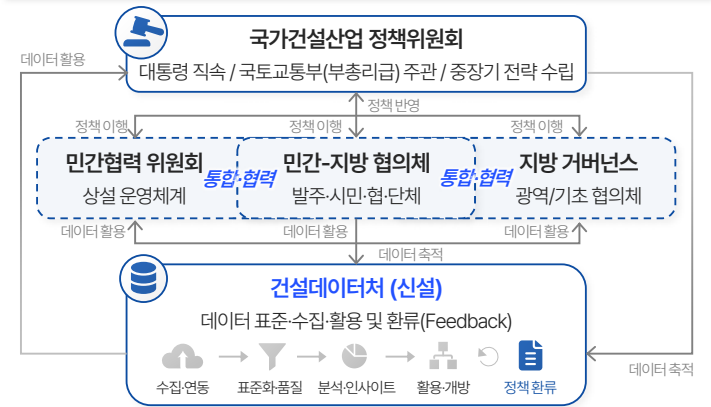 국가건설산업 정책위원회
데이터 활용
대통령 직속 / 국토교통부(부총리급) 주관 / 중장기 전략 수립
정책 반영
정책 이행
정책 이행
정책 이행
민간협력 위원회
민간-지방 협의체
지방 거버넌스
통합·협력
통합·협력
상설 운영체계
발주·시민·협·단체
광역/기초 협의체
데이터 활용
데이터 활용
데이터 활용
데이터 축적
건설데이터처 (신설)
데이터 표준·수집·활용 및 환류(Feedback)
데이터 축적
수집·연동
표준화·품질
분석·인사이트
활용·개방
정책 환류